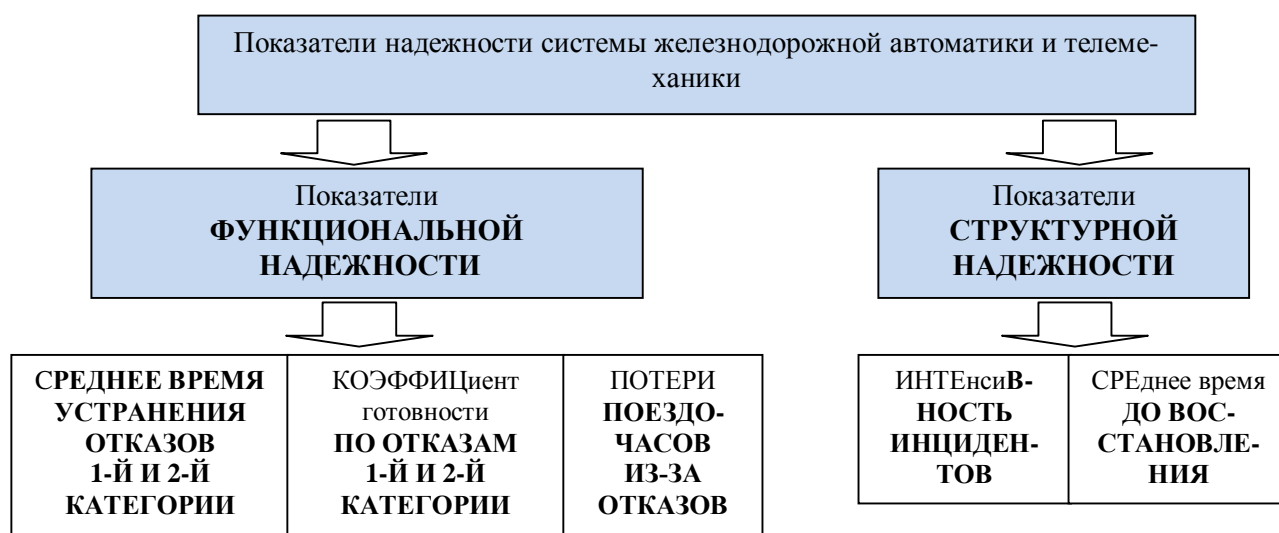 Показатели надежности системы железнодорожной автоматики и телеме-
ханики
Показатели
ФУНКЦИОНАЛЬНОЙ
НАДЕЖНОСТИ
Показатели
СТРУКТУРНОЙ
НАДЕЖНОСТИ
СРЕДНЕЕ ВРЕМЯ
УСТРАНЕНИЯ
ОТКАЗОВ
1-Й И 2-Й
КАТЕГОРИИ
КОЭФФИЦиент
готовности
ПО ОТКАЗАМ
1-Й И 2-Й
КАТЕГОРИИ
ПОТЕРИ
ПОЕЗДО-
ЧАСОВ
ИЗ-ЗА
ОТКАЗОВ
ИНТЕнсиВ-
НОСТЬ
ИНЦИДЕН-
ТОВ
СРЕднее время
ДО ВОС-
СТАНОВЛЕ-
НИЯ